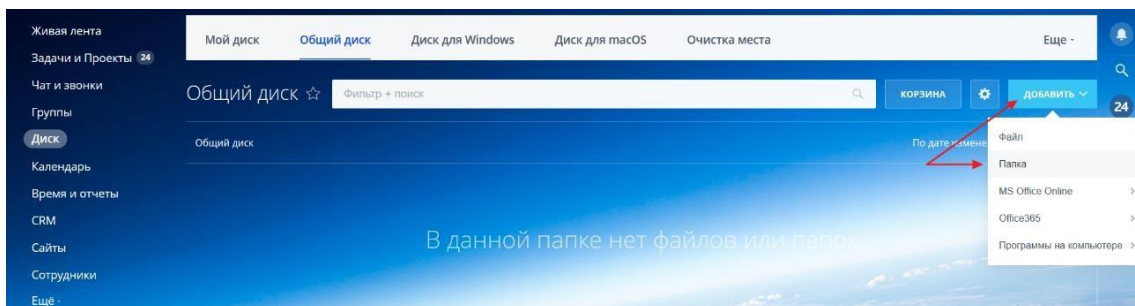 Живая лента
Задачи и Проекты 24
Чат и звонки
Группы
Диск
Календарь
Время и отчеты
CRM
Сайты
Сотрудники
Ещё -
Мой диск Общий диск Диск для Windows Диск для macOS Очистка места Еще -
Общий диск Фильтр + поиск КОРЗИНА ДОБАВИТЬ
24
Общий диск По дате измене
Файл
Папка
MS Office Online
Office365
Программы на компьютере
В данной папке нет файлов или папок